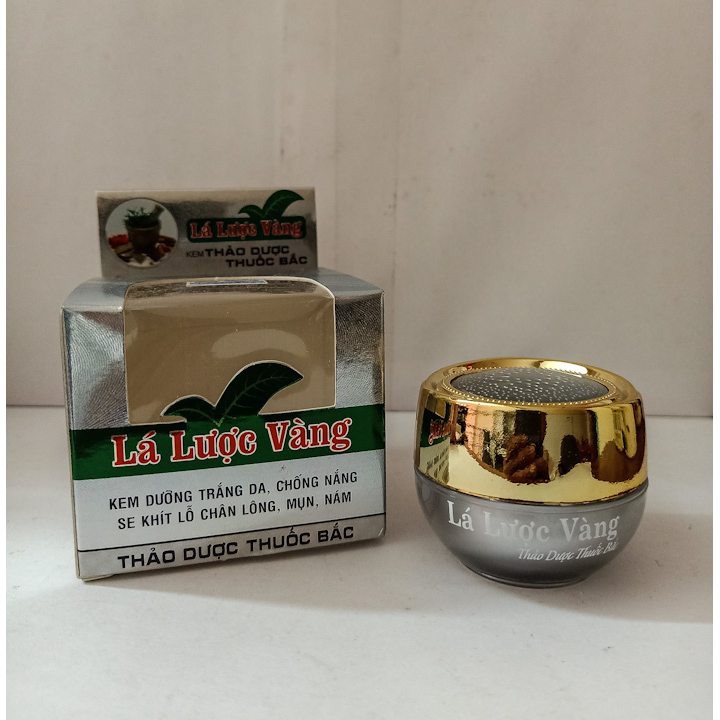 Lá Lược Vàng
KEM THẢO DƯỢC
THUỐC BẮC
Lá Lược Vàng
KEM DƯỠNG TRẮNG DA, CHỐNG NẮNG
SE KHÍT LỖ CHÂN LÔNG, MỤN, NÁM
THẢO DƯỢC THUỐC BẮC
Lá Lược Vàng
Thảo Dược Thuốc Bắc